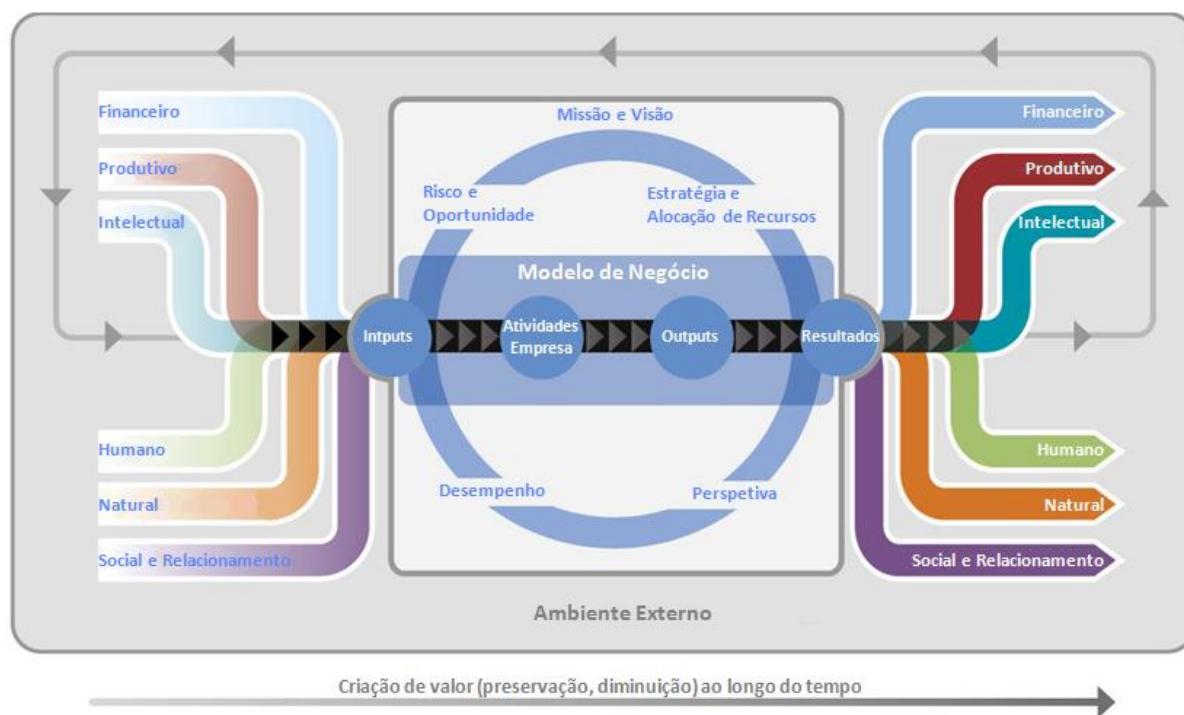 Financeiro
Produtivo
Intelectual
Humano
Natural
Social e Relacionamento
Missão e Visão
Risco e
Oportunidade
Estratégia e
Alocação de Recursos
Modelo de Negócio
Intputs
Atividades
Empresa
Outputs
Resultados
Desempenho
Perspetiva
Financeiro
Produtivo
Intelectual
Humano
Natural
Social e Relacionamento
Ambiente Externo
Criação de valor (preservação, diminuição) ao longo do tempo